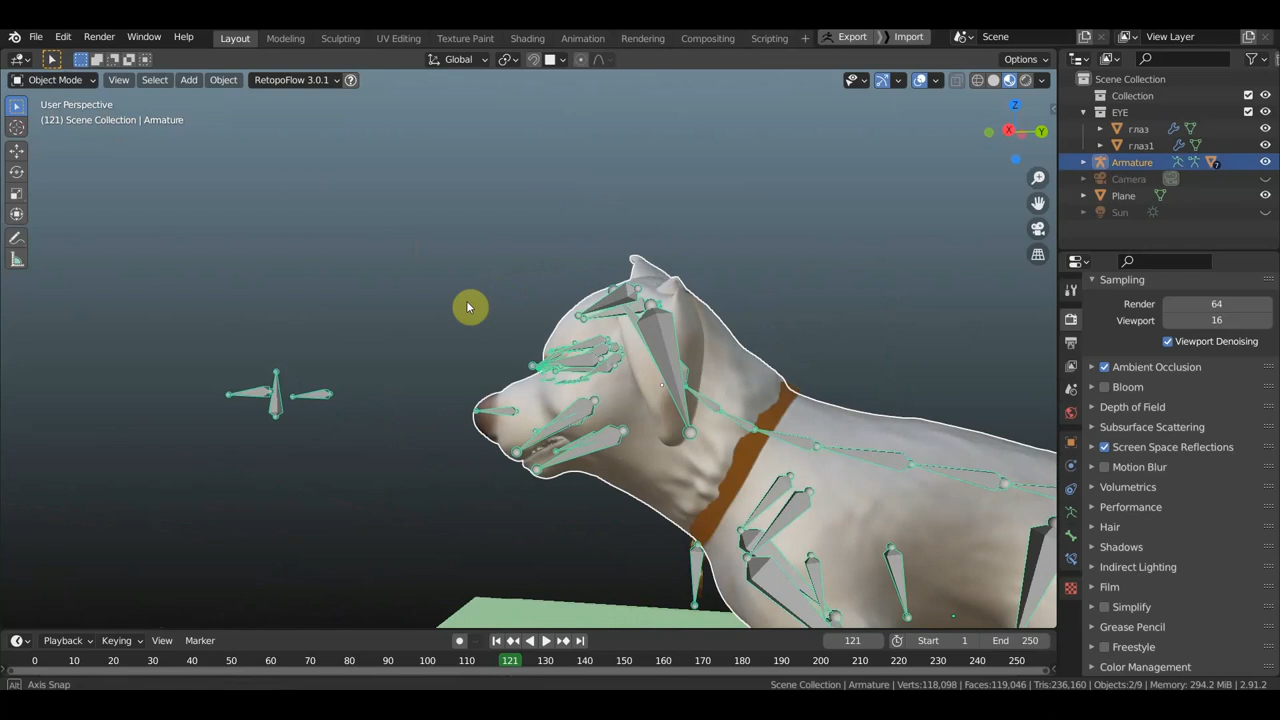 File Edit Render Window Help Layout Modeling Sculpting UV Editing Texture Paint Shading Animation Rendering Compositing Scripting + Export Import Scene View Layer
Global Options
Object Mode View Select Add Object RetopoFlow 3.0.1
User Perspective
(121) Scene Collection | Armature
Z
X
Y
Scene Collection
Collection
EYE
глаз
глаз1
Armature
7
Camera
Plane
Sun
Sampling
Render 64
Viewport 16
Viewport Denoising
Ambient Occlusion
Bloom
Depth of Field
Subsurface Scattering
Screen Space Reflections
Motion Blur
Volumetrics
Performance
Hair
Shadows
Indirect Lighting
Film
Simplify
Grease Pencil
Freestyle
Color Management
Playback Keying View Marker 121 Start 1 End 250
0 10 20 30 40 50 60 70 80 90 100 110 121 130 140 150 160 170 180 190 200 210 220 230 240 250
Alt Axis Snap Scene Collection | Armature | Verts:118,098 | Faces:119,046 | Tris:236,160 | Objects:2/9 | Memory: 294.2 MiB | 2.91.2